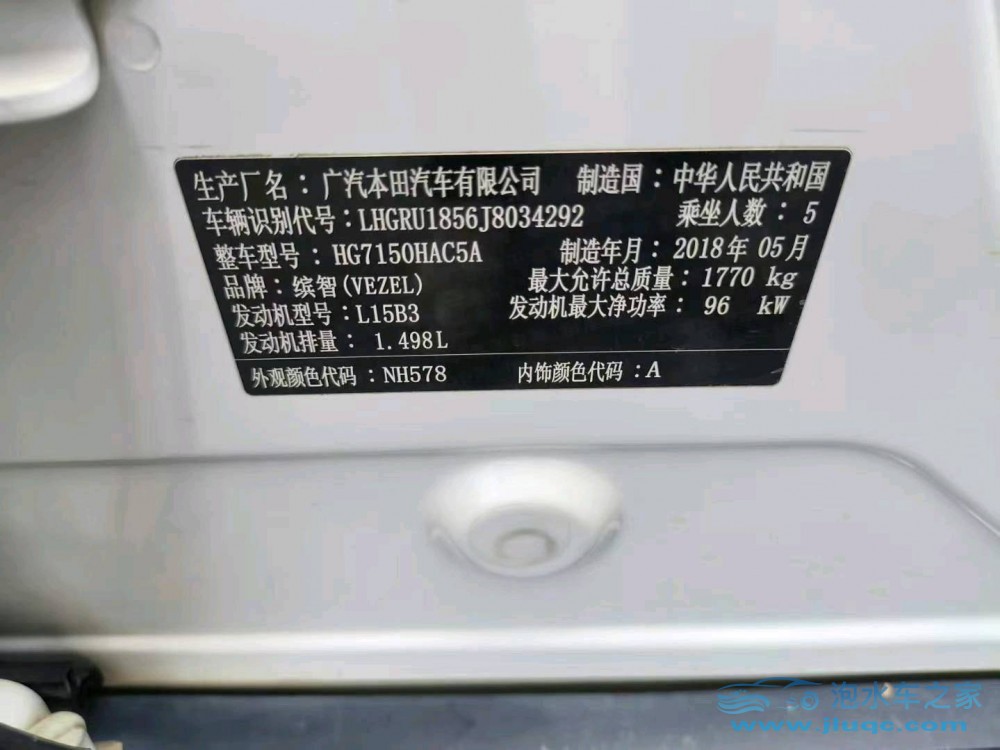 生产厂名：广汽本田汽车有限公司 制造国：中华人民共和国
车辆识别代号：LHGRU1856J8034292 乘坐人数：5
整车型号：HG7150HAC5A 制造年月：2018年05月
品牌：缤智(VEZEL) 最大允许总质量：1770 kg
发动机型号：L15B3 发动机最大净功率：96 kW
发动机排量：1.498L
外观颜色代码：NH578 内饰颜色代码：A
泡水车之家
www.jluqc.com